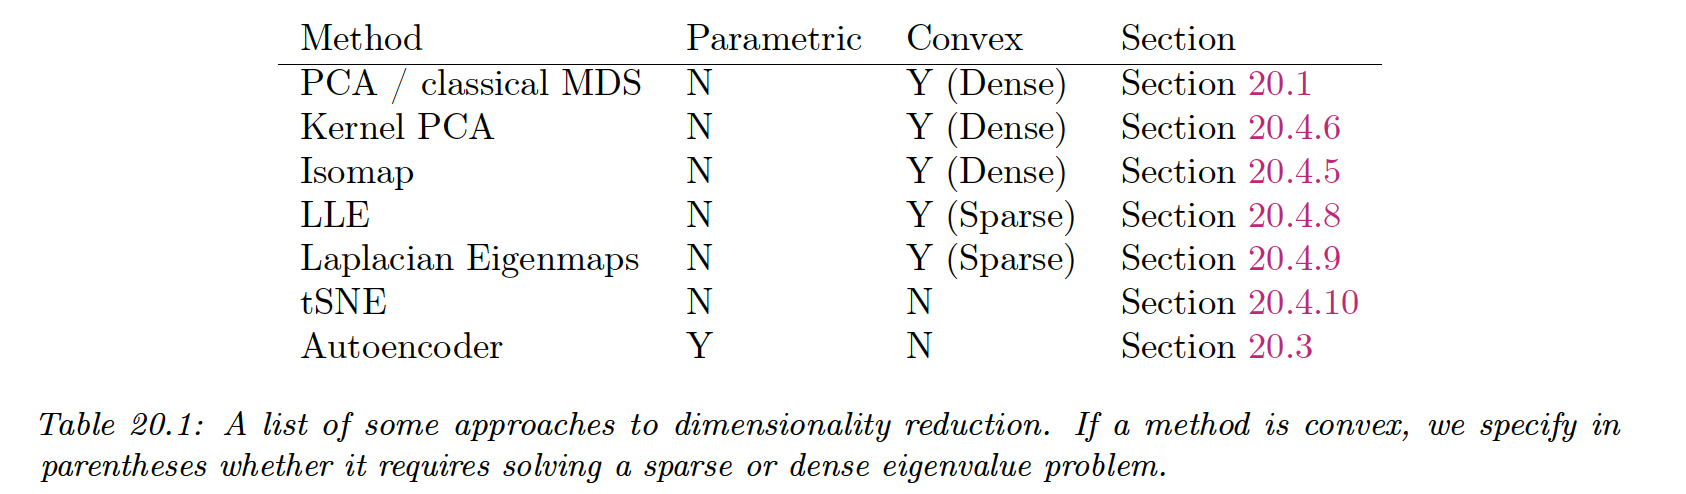 Method Parametric Convex Section
PCA / classical MDS N Y (Dense) Section 20.1
Kernel PCA N Y (Dense) Section 20.4.6
Isomap N Y (Dense) Section 20.4.5
LLE N Y (Sparse) Section 20.4.8
Laplacian Eigenmaps N Y (Sparse) Section 20.4.9
tSNE N N Section 20.4.10
Autoencoder Y N Section 20.3
Table 20.1: A list of some approaches to dimensionality reduction. If a method is convex, we specify in
parentheses whether it requires solving a sparse or dense eigenvalue problem.